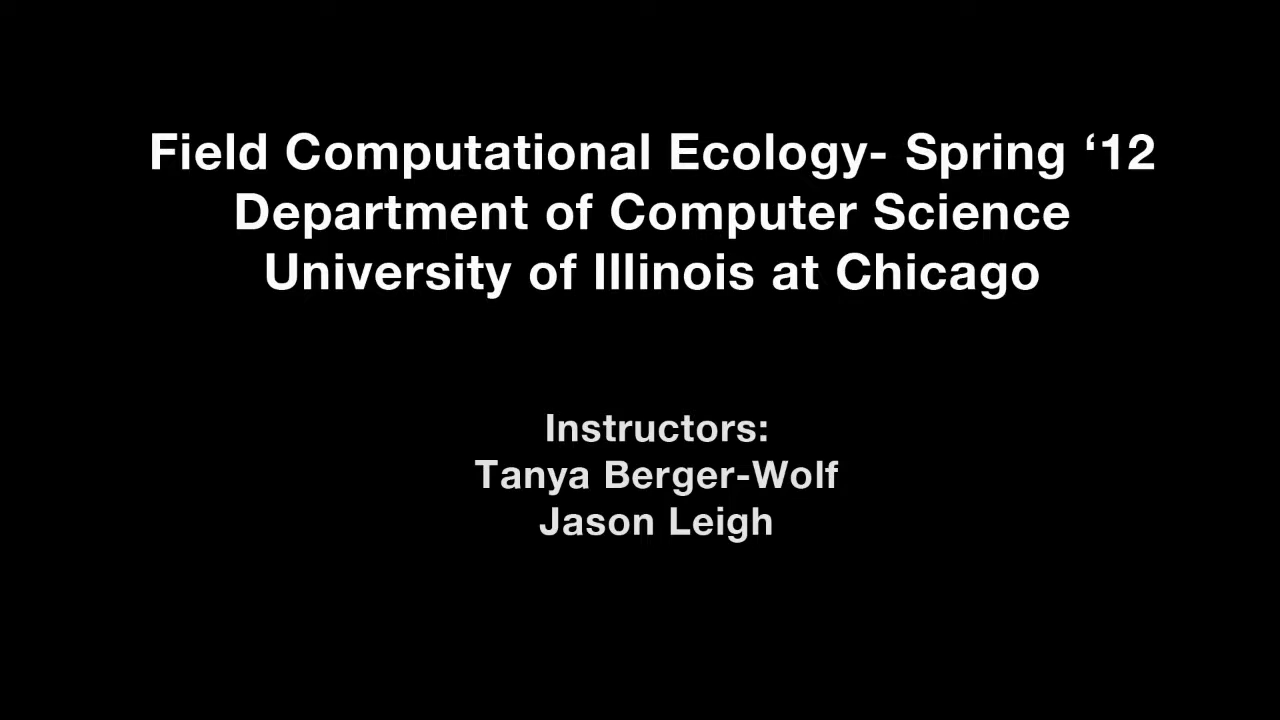 Field Computational Ecology- Spring ‘12
Department of Computer Science
University of Illinois at Chicago
Instructors:
Tanya Berger-Wolf
Jason Leigh